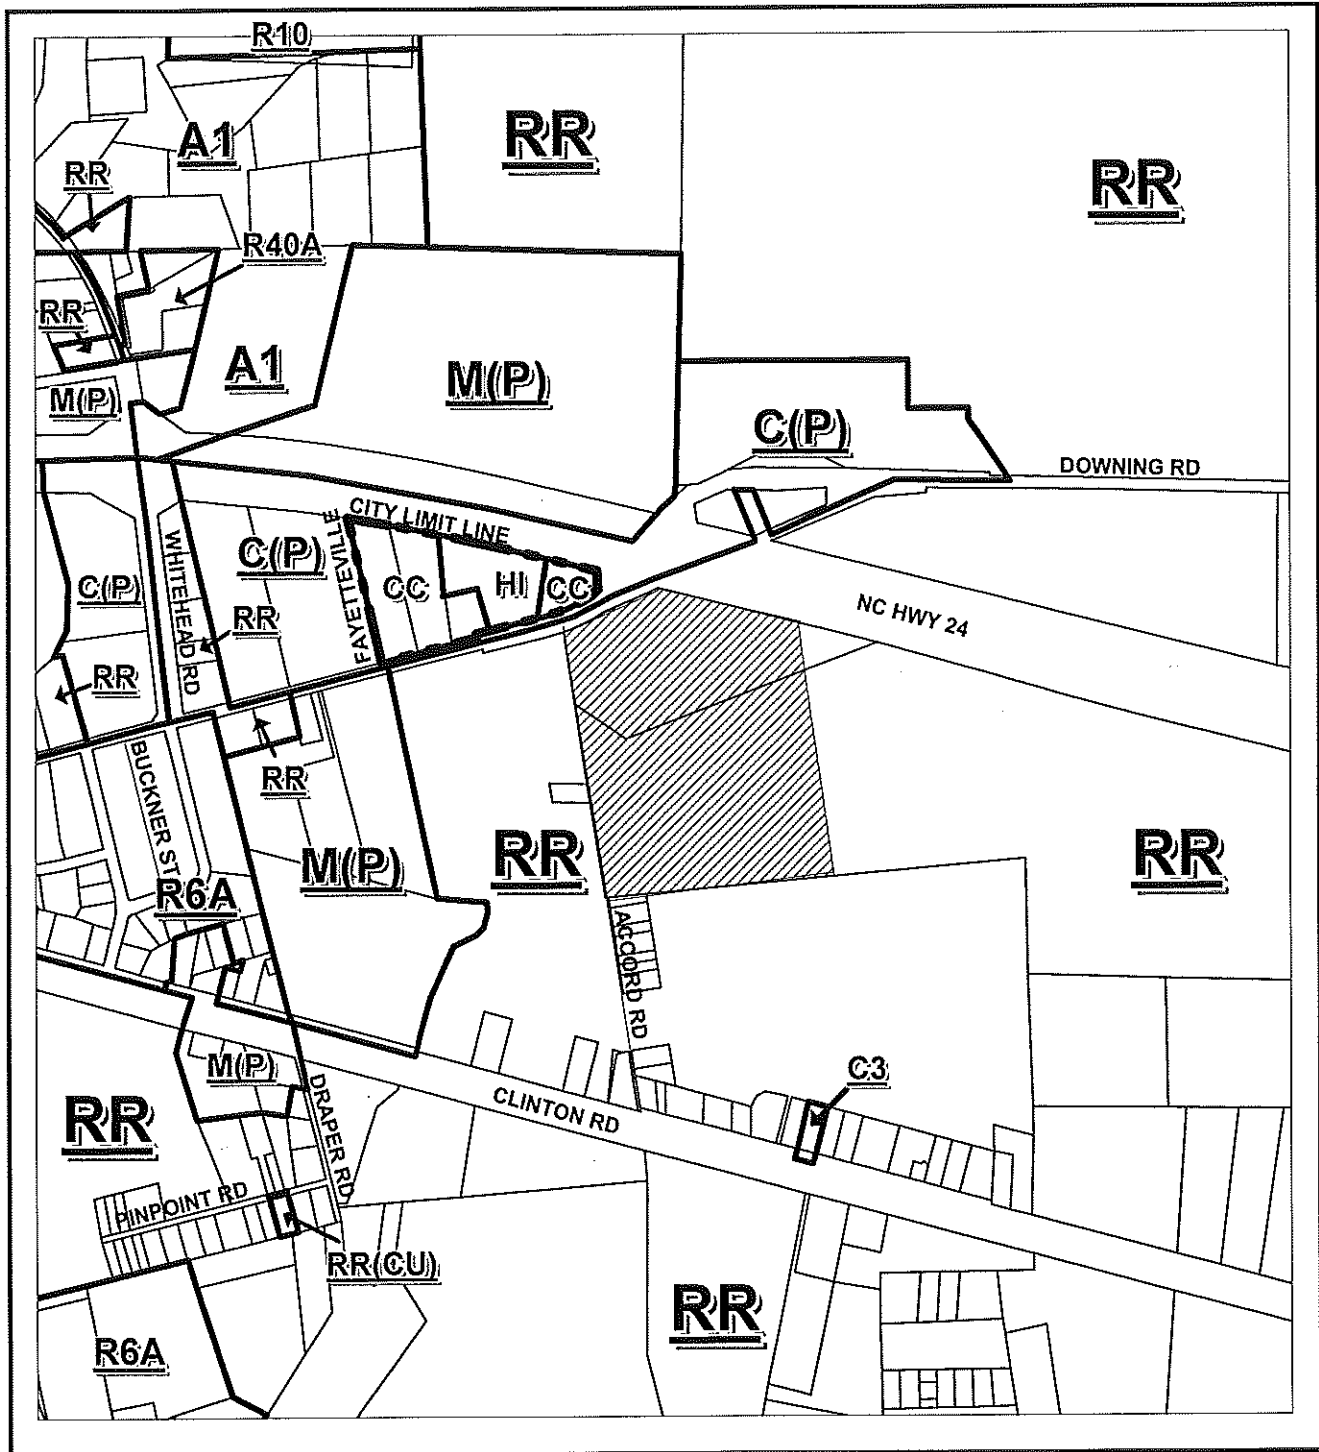 R10
A1
RR
RR
RR
R40A
RR
A1
M(P)
M(P)
C(P)
DOWNING RD
CITY LIMIT LINE
FAYETTEVILLE
WHITEHEAD RD
C(P)
C(P)
CC
HI
CC
RR
RR
NC HWY 24
BUCKNER ST
RR
M(P)
RR
RR
R6A
ACCORD RD
M(P)
C3
CLINTON RD
RR
DRAPER RD
PINPOINT RD
RR(CU)
RR
R6A